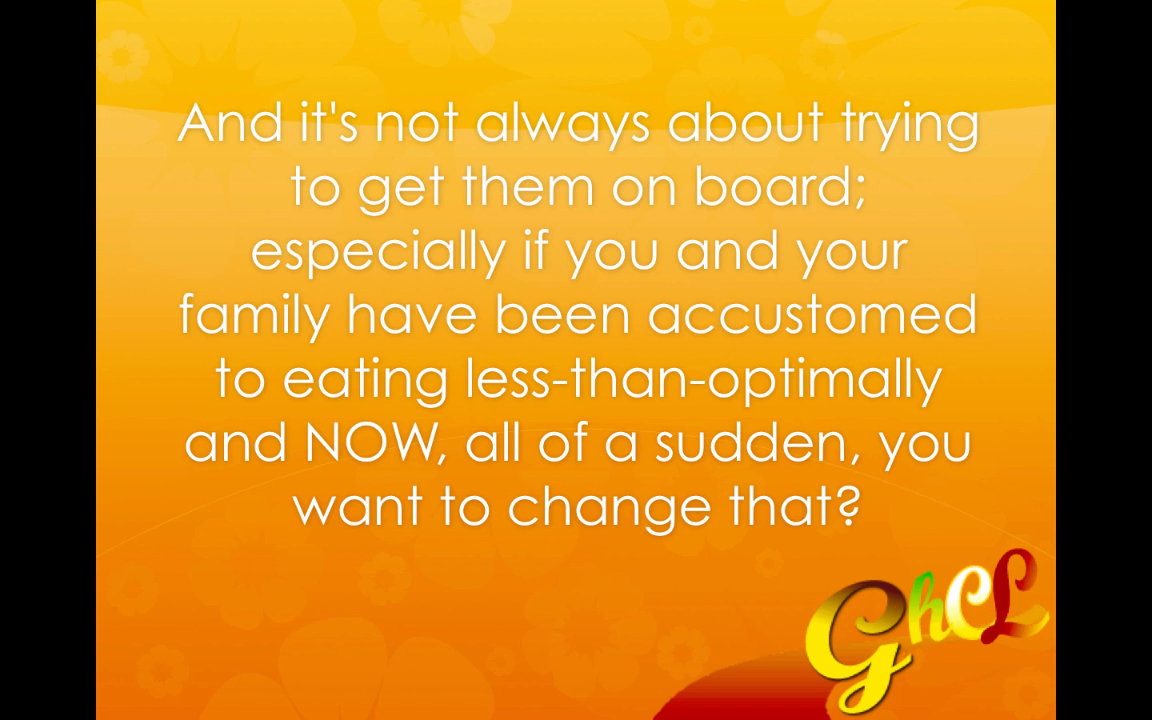 And it's not always about trying
to get them on board;
especially if you and your
family have been accustomed
to eating less-than-optimally
and NOW, all of a sudden, you
want to change that?
GhCL